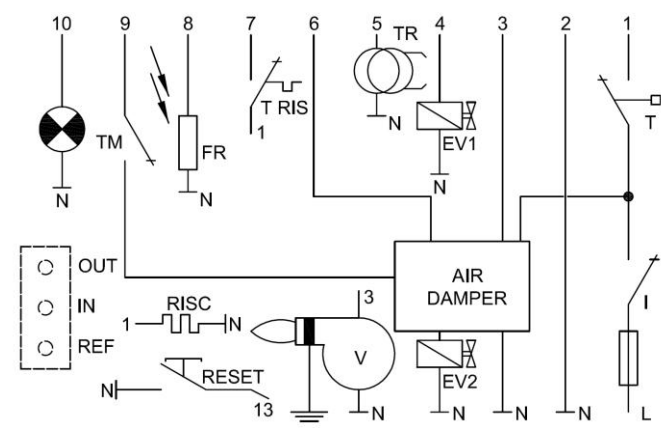 10 9 8 7 6 5 4 3 2 1
TR
T RIS
1
N
T
TM
FR
EV1
N
N
N
OUT
IN
REF
AIR
DAMPER
I
RISC
1
N
3
V
RESET
N
13
EV2
N
N
N
N
L